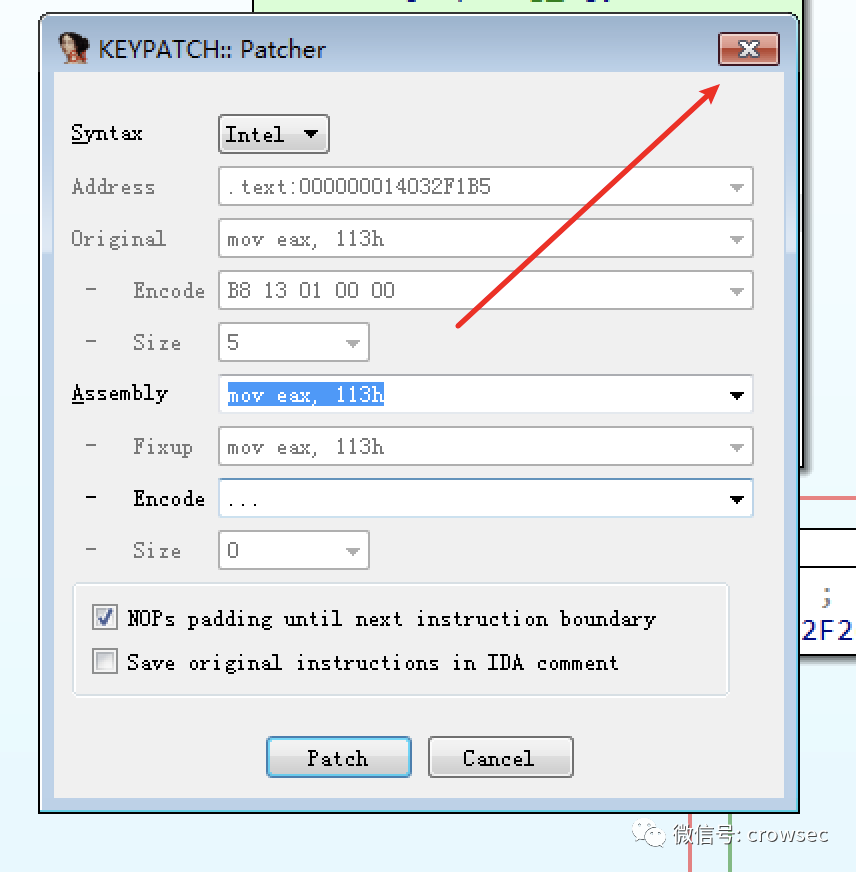 KEYPATCH:: Patcher
Syntax Intel
Address .text:000000014032F1B5
Original mov eax, 113h
- Encode B8 13 01 00 00
- Size 5
Assembly mov eax, 113h
- Fixup mov eax, 113h
- Encode ...
- Size 0
;
2F2
NOPs padding until next instruction boundary
Save original instructions in IDA comment
Patch Cancel
微信号: crowsec